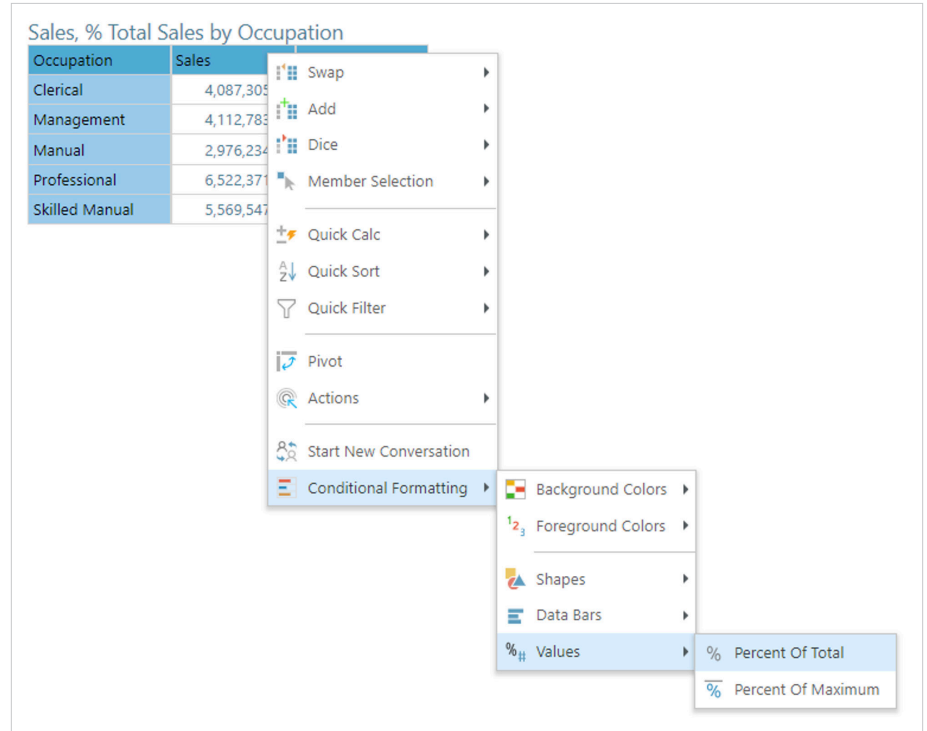 Sales, % Total Sales by Occupation
Occupation Sales
Clerical 4,087,305
Management 4,112,783
Manual 2,976,234
Professional 6,522,371
Skilled Manual 5,569,547
Swap
Add
Dice
Member Selection
Quick Calc
Quick Sort
Quick Filter
Pivot
Actions
Start New Conversation
Conditional Formatting
Background Colors
Foreground Colors
Shapes
Data Bars
Values
Percent Of Total
Percent Of Maximum